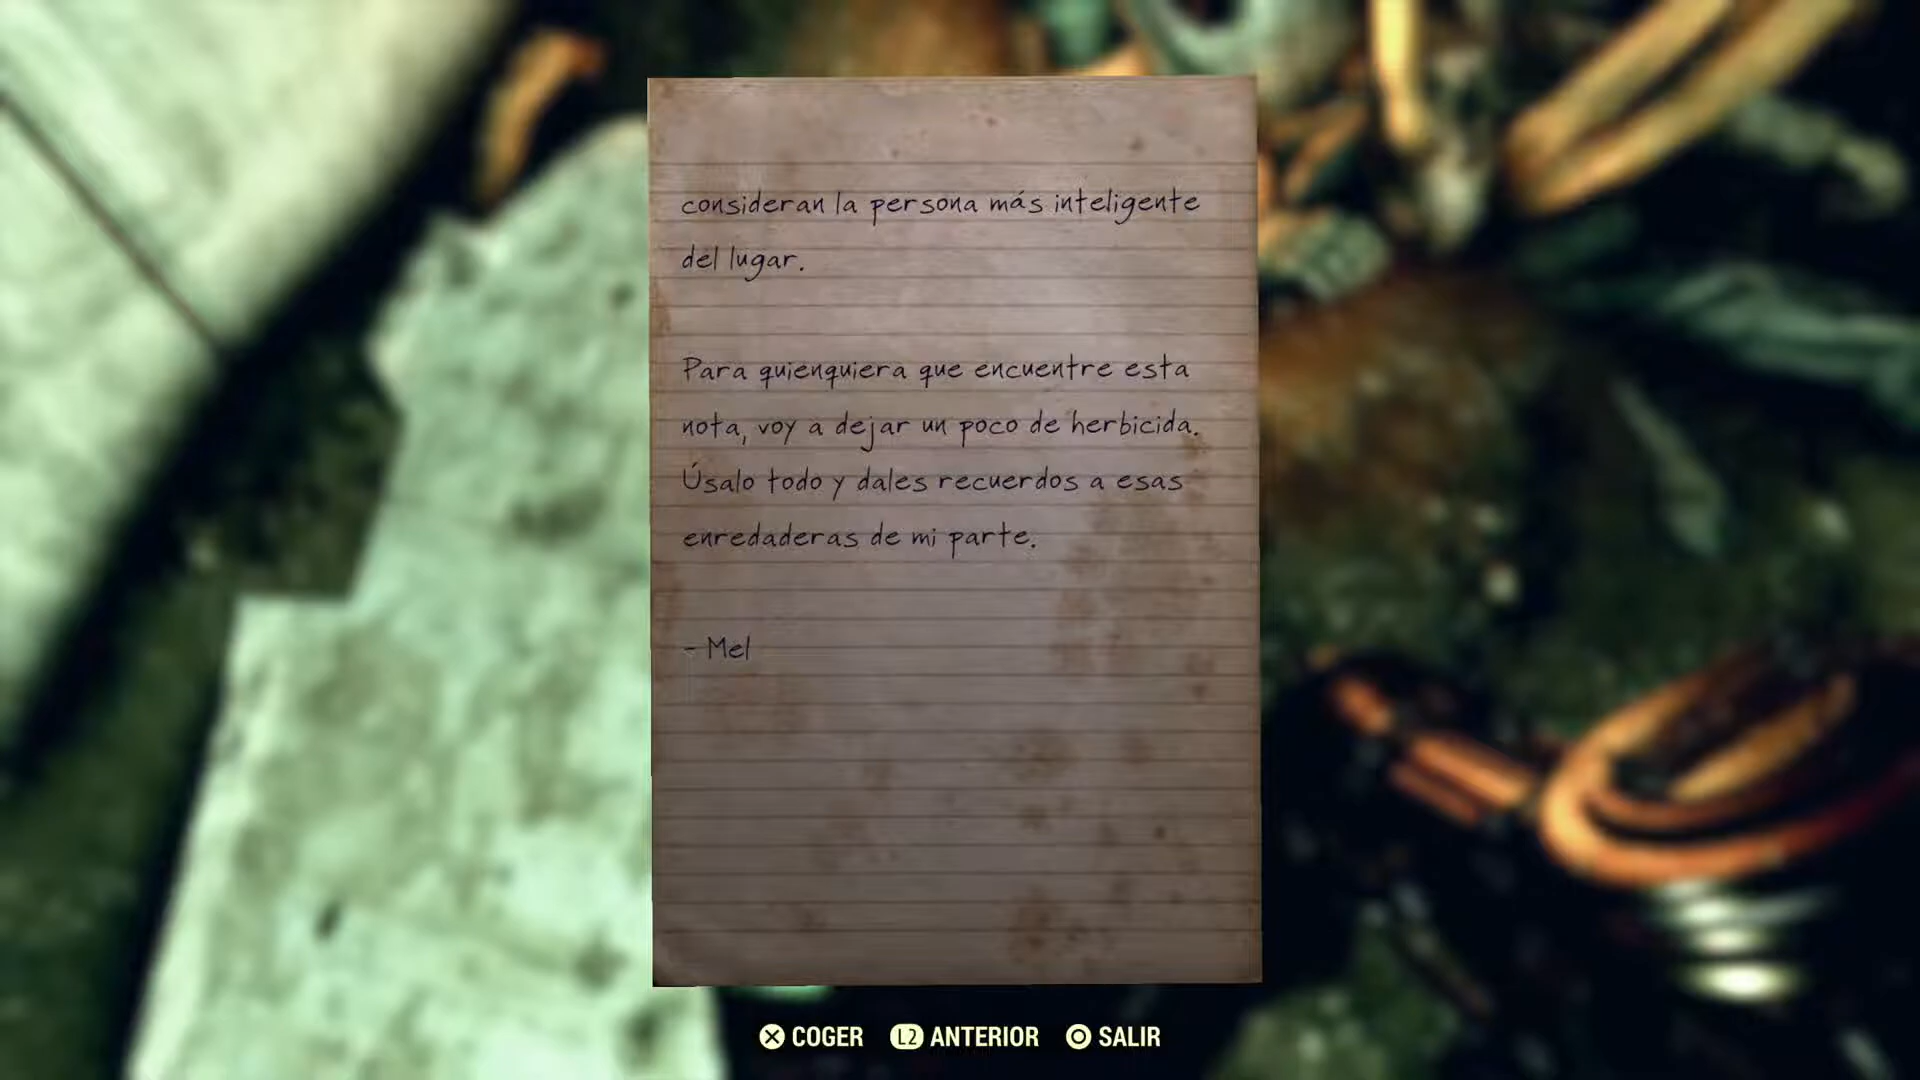 consideran la persona más inteligente
del lugar.
Para quienquiera que encuentre esta
nota, voy a dejar un poco de herbicida.
Úsalo todo y dales recuerdos a esas
enredaderas de mi parte.
- Mel
COGER L2 ANTERIOR SALIR